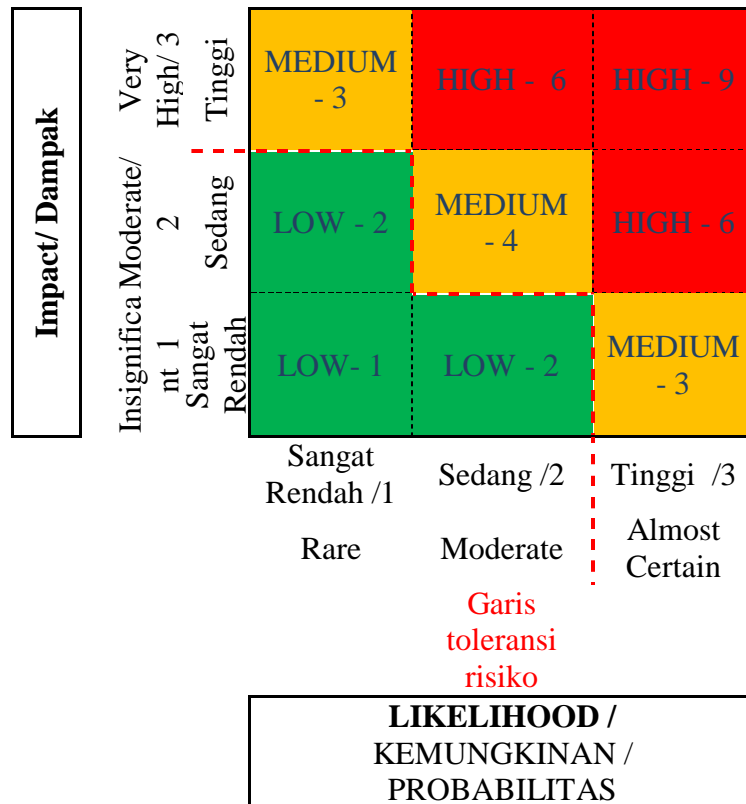 Impact/ Dampak
Very
High/ 3
Tinggi
MEDIUM
- 3
HIGH - 6
HIGH - 9
Moderate/
2
Sedang
LOW - 2
MEDIUM
- 4
HIGH - 6
Insignifica
nt 1
Sangat
Rendah
LOW- 1
LOW - 2
MEDIUM
- 3
Sangat
Rendah /1
Sedang /2
Tinggi /3
Rare
Moderate
Almost
Certain
Garis
toleransi
risiko
LIKELIHOOD /
KEMUNGKINAN /
PROBABILITAS